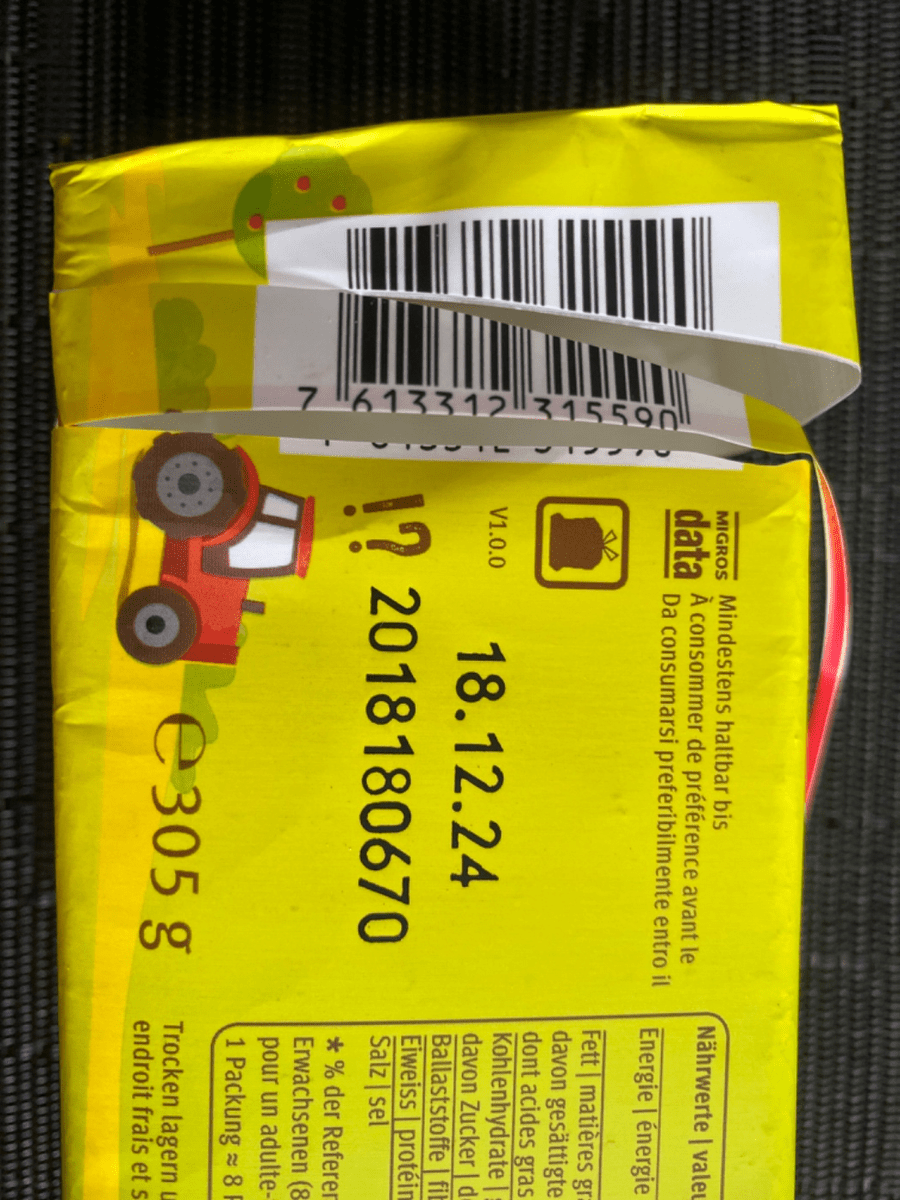 7 613312 315590
MIGROS
data
Mindestens haltbar bis
À consommer de préférence avant le
Da consumarsi preferibilmente entro il
V1.0.0
18.12.24
!? 2018180670
e 305 g
Nährwerte | valeu
Energie | énergie
Fett | matières gr
davon gesättigte
dont acides gras
Kohlenhydrate |
davon Zucker | d
Ballaststoffe | fi
Eiweiss | protéin
Salz | sel
* % der Referen
Erwachsenen (8
pour un adulte-
1 Packung ≈ 8
Trocken lagern u
endroit frais et s